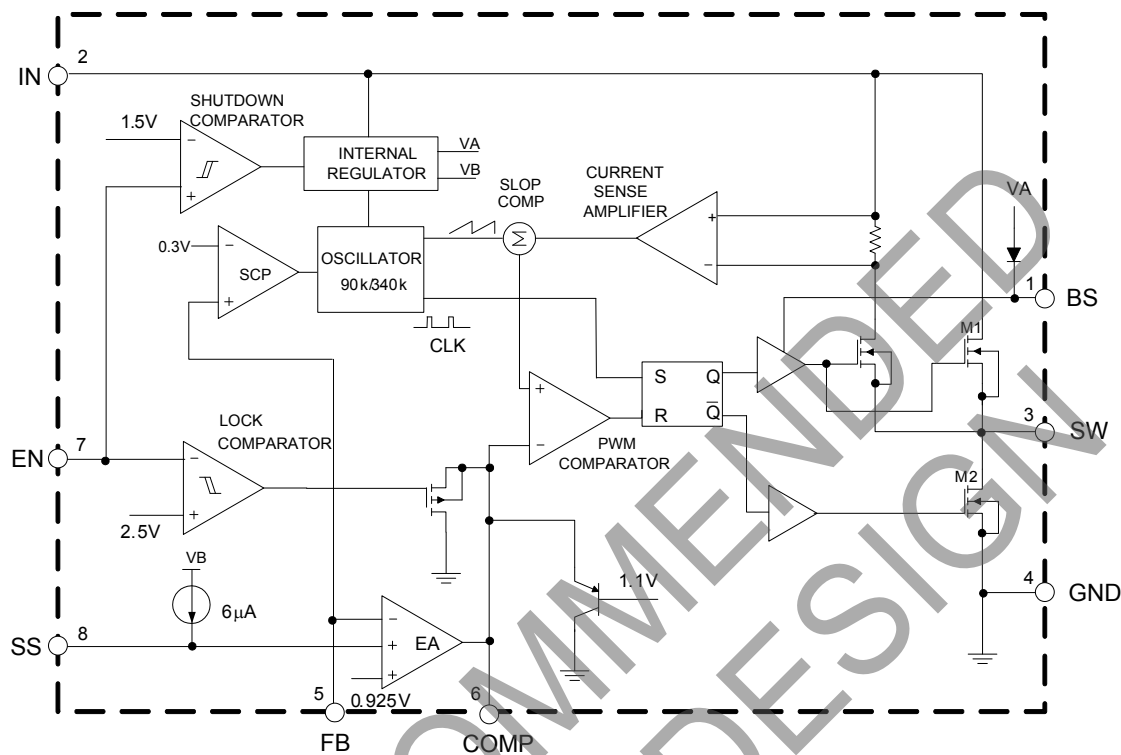 2
IN
SHUTDOWN
COMPARATOR
1.5V
−
+
INTERNAL
REGULATOR
VA
VB
SLOP
COMP
Σ
CURRENT
SENSE
AMPLIFIER
+
−
VA
0.3V
−
SCP
+
OSCILLATOR
90k/340k
CLK
1
BS
M1
S
Q
R
Q̅
+
−
PWM
COMPARATOR
3
SW
7
EN
LOCK
COMPARATOR
−
+
2.5V
M2
VB
6µA
1.1V
4
GND
8
SS
−
+
+
EA
0.925V
5
FB
6
COMP
OMMENDED
DESIGN